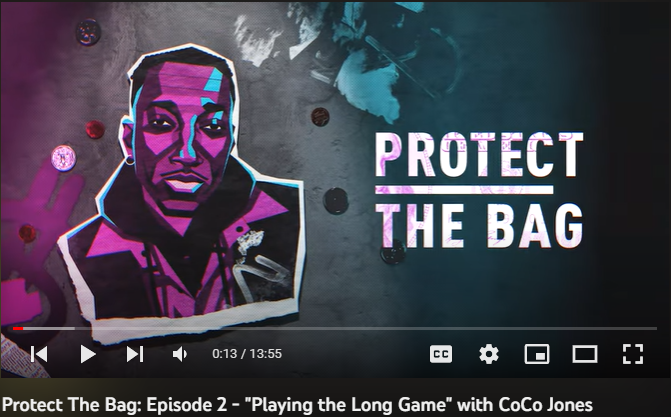 PROTECT
THE BAG
0:13 / 13:55
CC
Protect The Bag: Episode 2 - "Playing the Long Game" with CoCo Jones